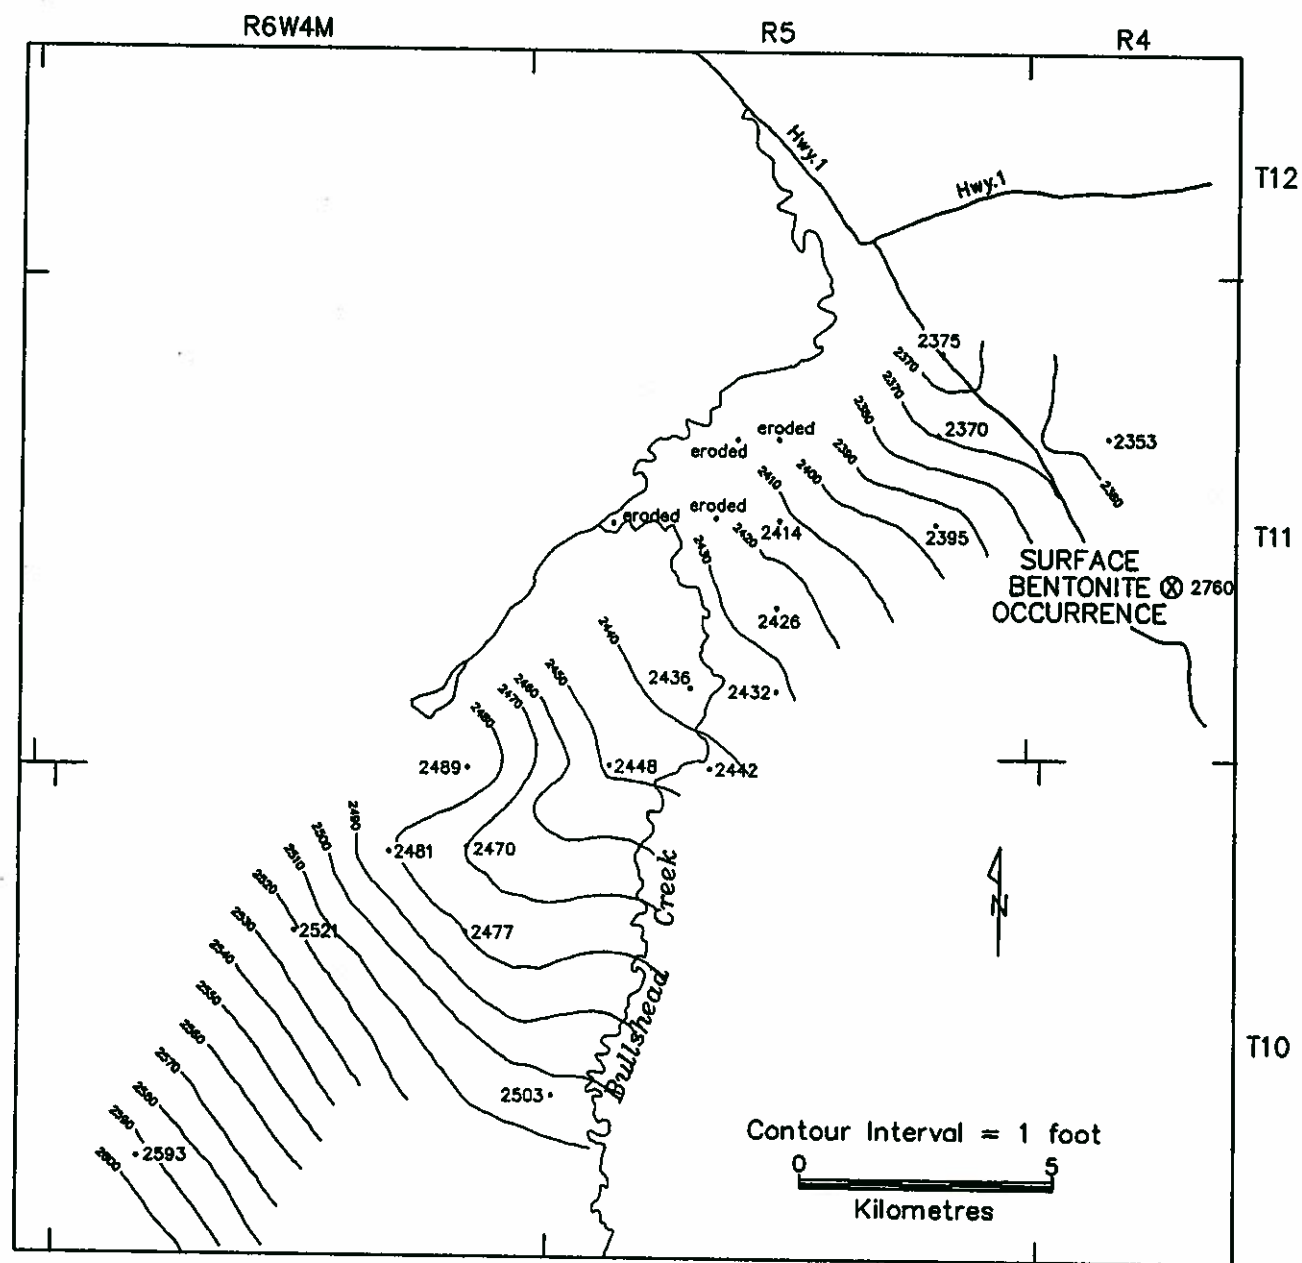 R6W4M
R5
R4
Hwy.1
Hwy.1
T12
2375
2370
2370
2380
2370
2353
eroded
eroded
2390
2400
2410
2360
eroded
eroded
2420
2414
2395
2430
T11
SURFACE
BENTONITE ⊗ 2760
OCCURRENCE
2426
2440
2436
2432
2450
2460
2470
2480
2489
2448
2442
2490
2500
2481
2470
2510
2520
2521
2477
2530
2540
2550
2560
2570
2580
2590
2600
2593
2503
Bullshead Creek
N
T10
Contour Interval = 1 foot
0 5
Kilometres